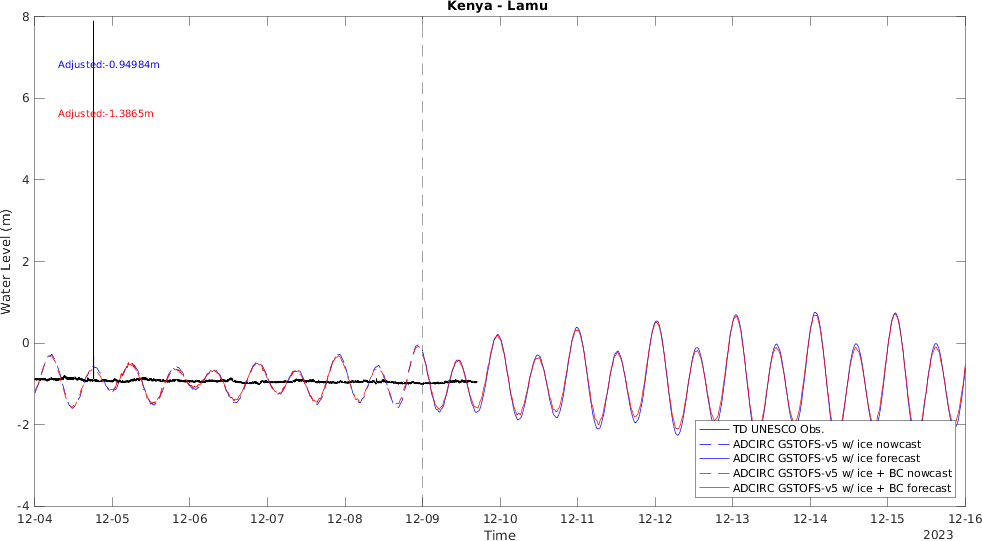 Kenya - Lamu
8
Adjusted:-0.94984m
6
Adjusted:-1.3865m
4
2
Water Level (m)
0
-2
TD UNESCO Obs.
ADCIRC GSTOFS-v5 w/ ice nowcast
ADCIRC GSTOFS-v5 w/ ice forecast
ADCIRC GSTOFS-v5 w/ ice + BC nowcast
ADCIRC GSTOFS-v5 w/ ice + BC forecast
-4
12-04 12-05 12-06 12-07 12-08 12-09 12-10 12-11 12-12 12-13 12-14 12-15 12-16
Time
2023